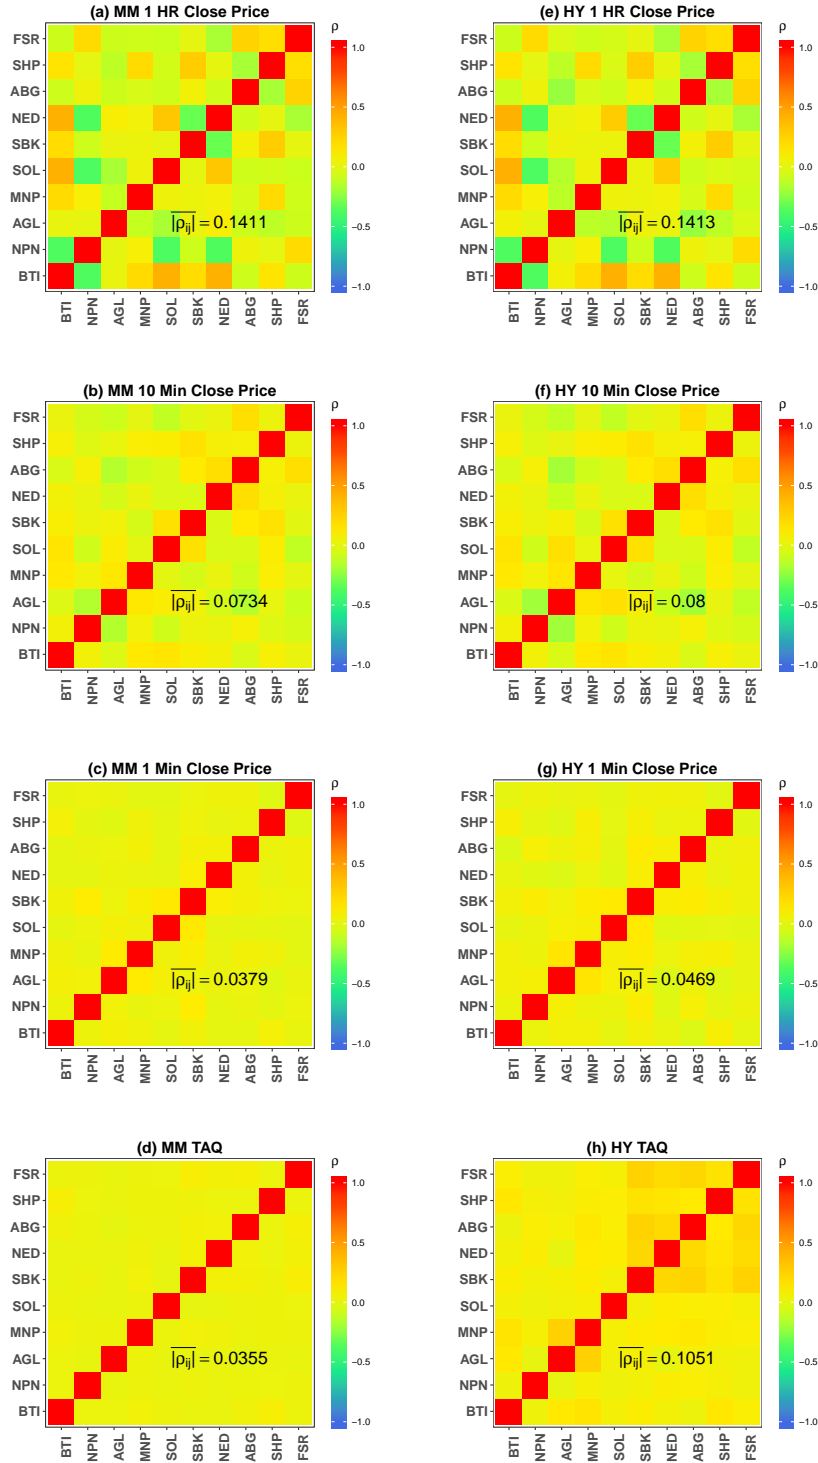 (a) MM 1 HR Close Price
FSR
SHP
ABG
NED
SBK
SOL
MNP
AGL
NPN
BTI
|ρij| = 0.1411
BTI NPN AGL MNP SOL SBK NED ABG SHP FSR
ρ
1.0
0.5
0.0
−0.5
−1.0
(e) HY 1 HR Close Price
FSR
SHP
ABG
NED
SBK
SOL
MNP
AGL
NPN
BTI
|ρij| = 0.1413
BTI NPN AGL MNP SOL SBK NED ABG SHP FSR
ρ
1.0
0.5
0.0
−0.5
−1.0
(b) MM 10 Min Close Price
FSR
SHP
ABG
NED
SBK
SOL
MNP
AGL
NPN
BTI
|ρij| = 0.0734
BTI NPN AGL MNP SOL SBK NED ABG SHP FSR
ρ
1.0
0.5
0.0
−0.5
−1.0
(f) HY 10 Min Close Price
FSR
SHP
ABG
NED
SBK
SOL
MNP
AGL
NPN
BTI
|ρij| = 0.08
BTI NPN AGL MNP SOL SBK NED ABG SHP FSR
ρ
1.0
0.5
0.0
−0.5
−1.0
(c) MM 1 Min Close Price
FSR
SHP
ABG
NED
SBK
SOL
MNP
AGL
NPN
BTI
|ρij| = 0.0379
BTI NPN AGL MNP SOL SBK NED ABG SHP FSR
ρ
1.0
0.5
0.0
−0.5
−1.0
(g) HY 1 Min Close Price
FSR
SHP
ABG
NED
SBK
SOL
MNP
AGL
NPN
BTI
|ρij| = 0.0469
BTI NPN AGL MNP SOL SBK NED ABG SHP FSR
ρ
1.0
0.5
0.0
−0.5
−1.0
(d) MM TAQ
FSR
SHP
ABG
NED
SBK
SOL
MNP
AGL
NPN
BTI
|ρij| = 0.0355
BTI NPN AGL MNP SOL SBK NED ABG SHP FSR
ρ
1.0
0.5
0.0
−0.5
−1.0
(h) HY TAQ
FSR
SHP
ABG
NED
SBK
SOL
MNP
AGL
NPN
BTI
|ρij| = 0.1051
BTI NPN AGL MNP SOL SBK NED ABG SHP FSR
ρ
1.0
0.5
0.0
−0.5
−1.0